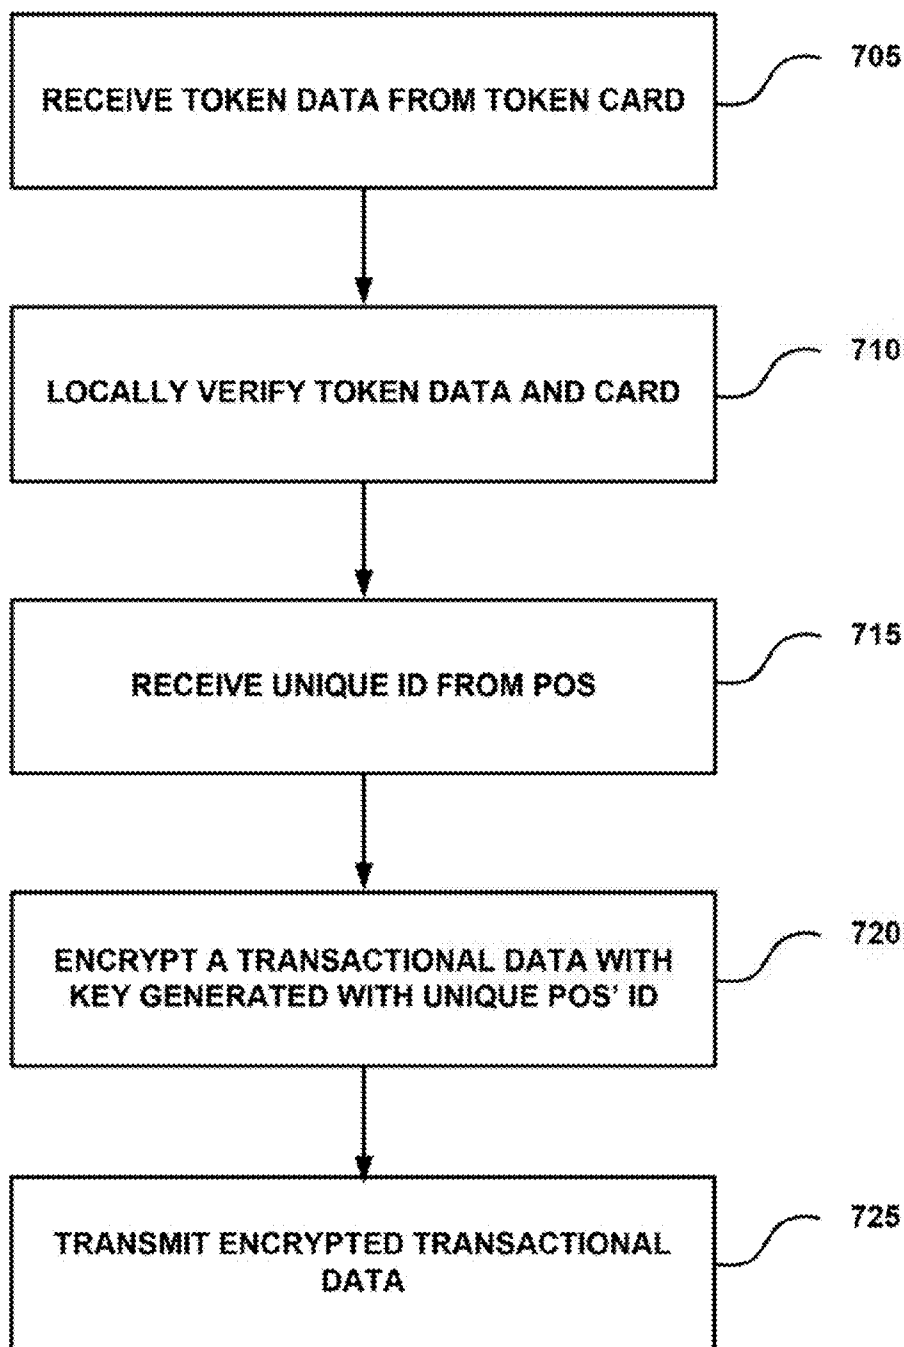 RECEIVE TOKEN DATA FROM TOKEN CARD
705
LOCALLY VERIFY TOKEN DATA AND CARD
710
RECEIVE UNIQUE ID FROM POS
715
ENCRYPT A TRANSACTIONAL DATA WITH
KEY GENERATED WITH UNIQUE POS' ID
720
TRANSMIT ENCRYPTED TRANSACTIONAL
DATA
725